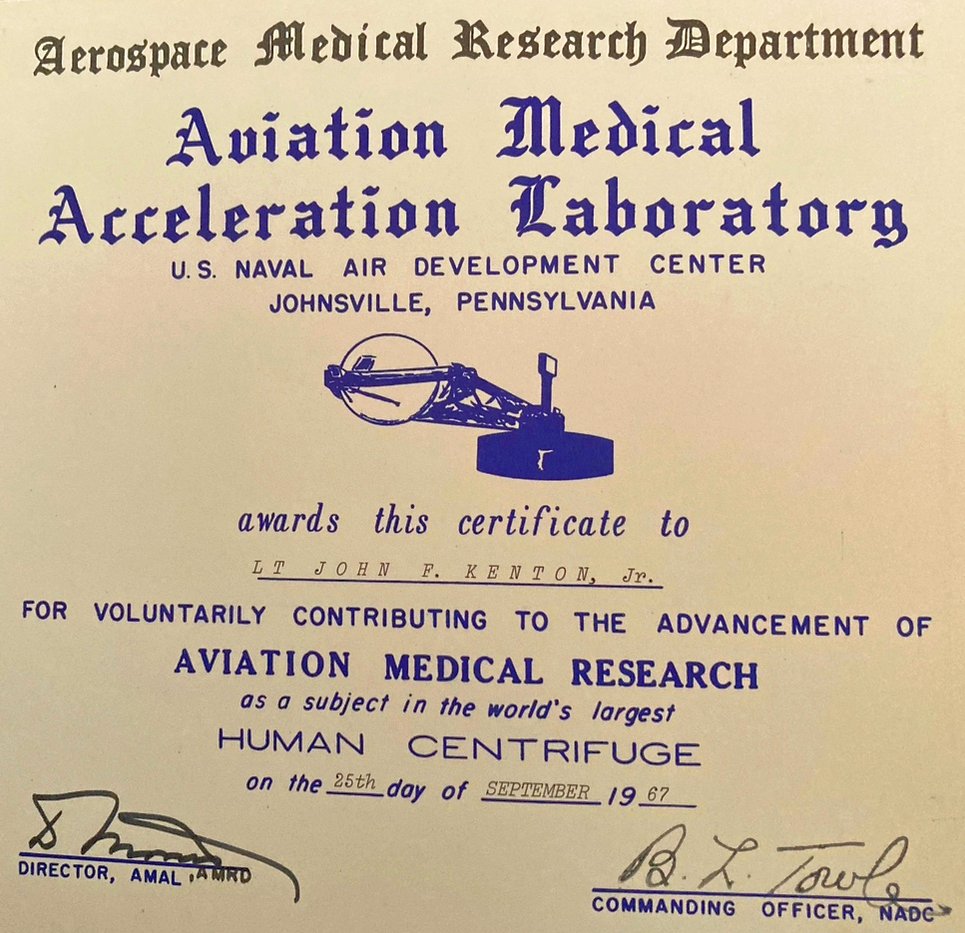 Aerospace Medical Research Department
Aviation Medical
Acceleration Laboratory
U.S. NAVAL AIR DEVELOPMENT CENTER
JOHNSVILLE, PENNSYLVANIA
awards this certificate to
LT JOHN F. KENTON, Jr.
FOR VOLUNTARILY CONTRIBUTING TO THE ADVANCEMENT OF
AVIATION MEDICAL RESEARCH
as a subject in the world's largest
HUMAN CENTRIFUGE
on the 25th day of SEPTEMBER 1967
DIRECTOR, AMAL, AMRD
B. L. Towle
COMMANDING OFFICER, NADC